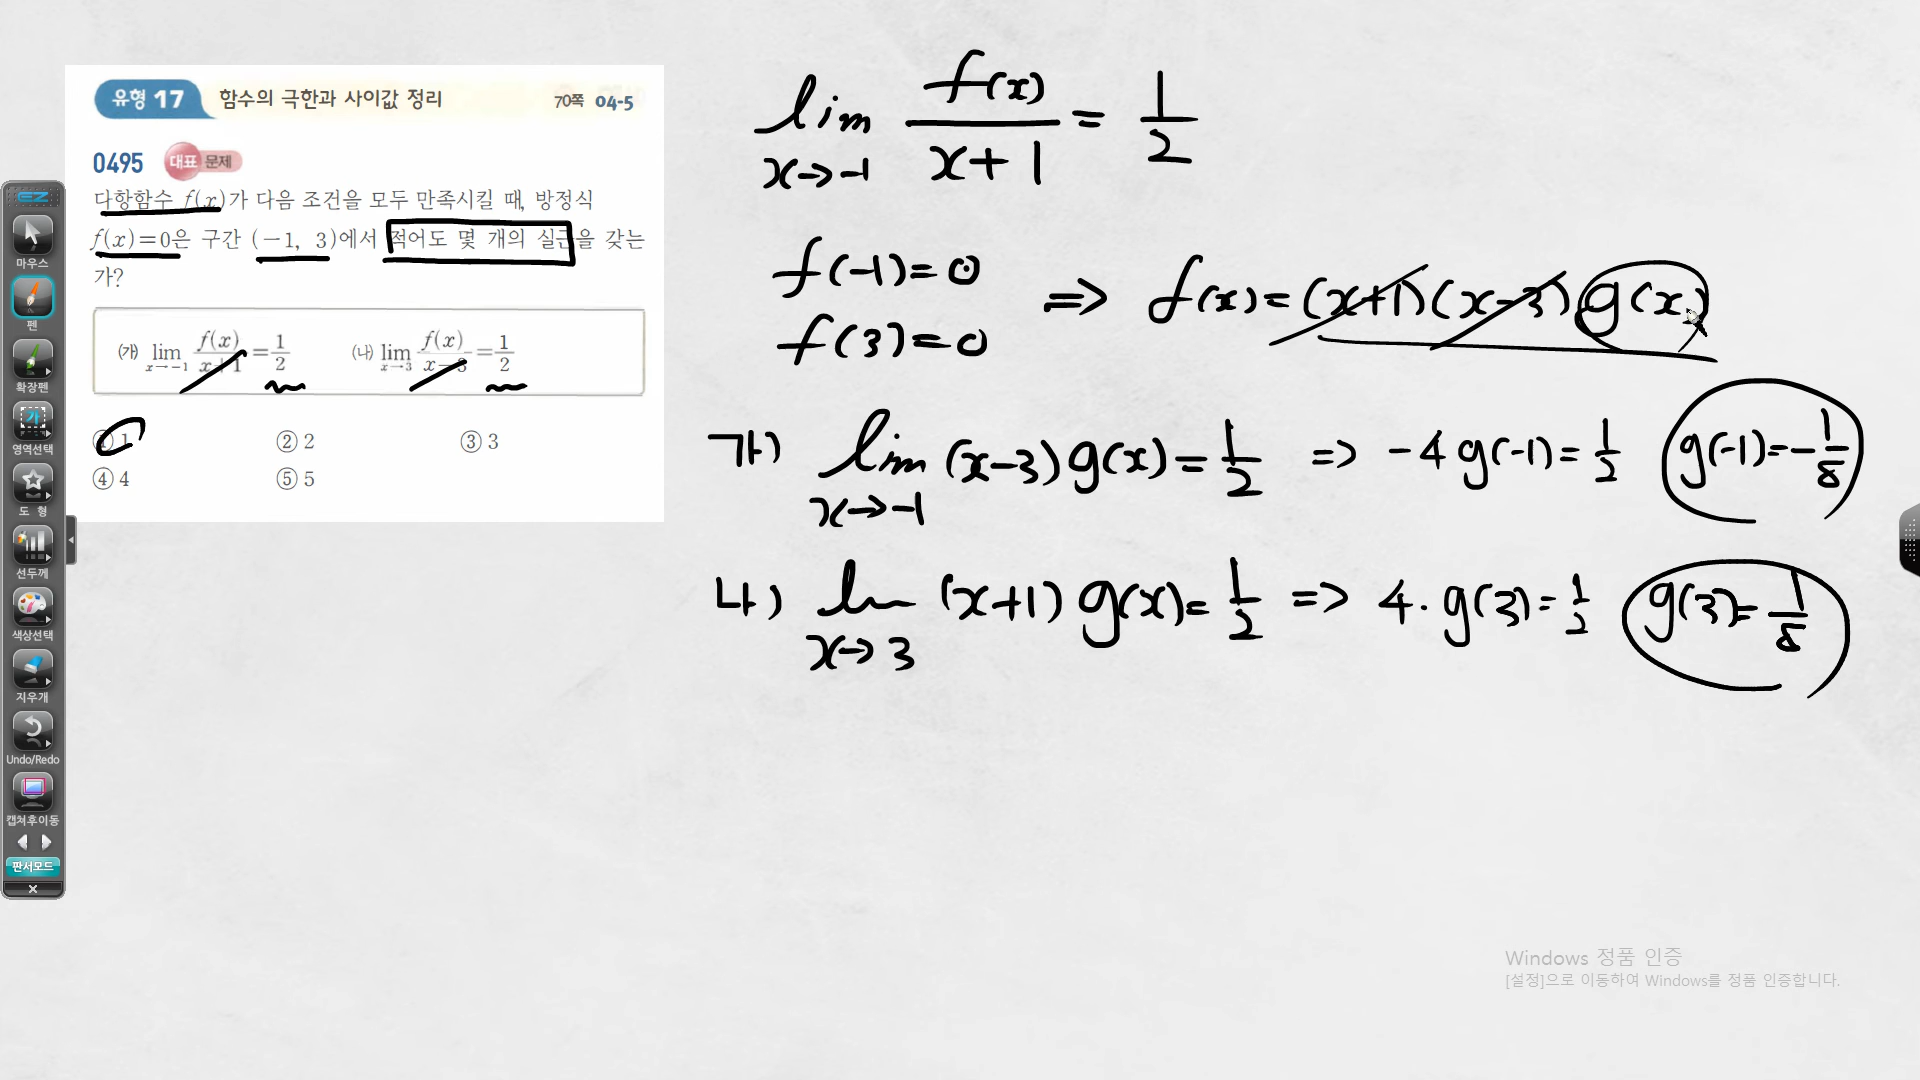 유형 17 함수의 극한과 사이값 정리 70쪽 04-5
0495 대표 문제
다항함수 f(x)가 다음 조건을 모두 만족시킬 때, 방정식
f(x)=0은 구간 (-1, 3)에서 적어도 몇 개의 실근을 갖는
가?
(가) lim x→-1 f(x)/x+1 = 1/2 (나) lim x→3 f(x)/x-3 = 1/2
① 1 ② 2 ③ 3
④ 4 ⑤ 5
lim x→-1 f(x)/x+1 = 1/2
f(-1)=0
f(3)=0
⇒ f(x)=(x+1)(x-3)g(x)
가) lim x→-1 (x-3)g(x)=1/2 ⇒ -4g(-1)=1/2 g(-1)=-1/8
나) lim x→3 (x+1)g(x)=1/2 ⇒ 4·g(3)=1/2 g(3)=1/8
EZ
마우스
펜
확장펜
가
영역선택
도 형
선두께
색상선택
지우개
Undo/Redo
캡쳐후이동
판서모드
x
Windows 정품 인증
[설정]으로 이동하여 Windows를 정품 인증합니다.